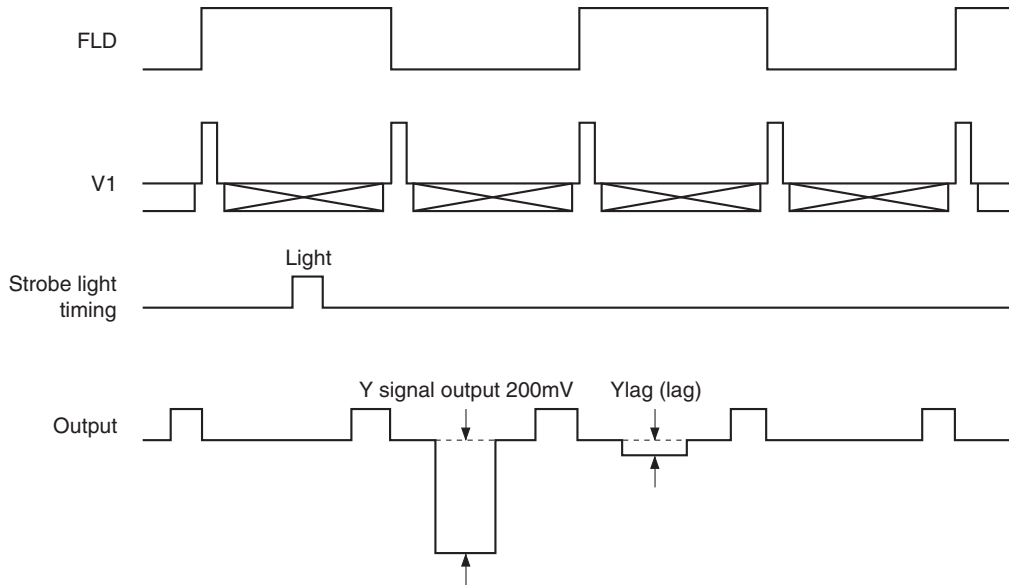 FLD
V1
Light
Strobe light
timing
Y signal output 200mV
Ylag (lag)
Output